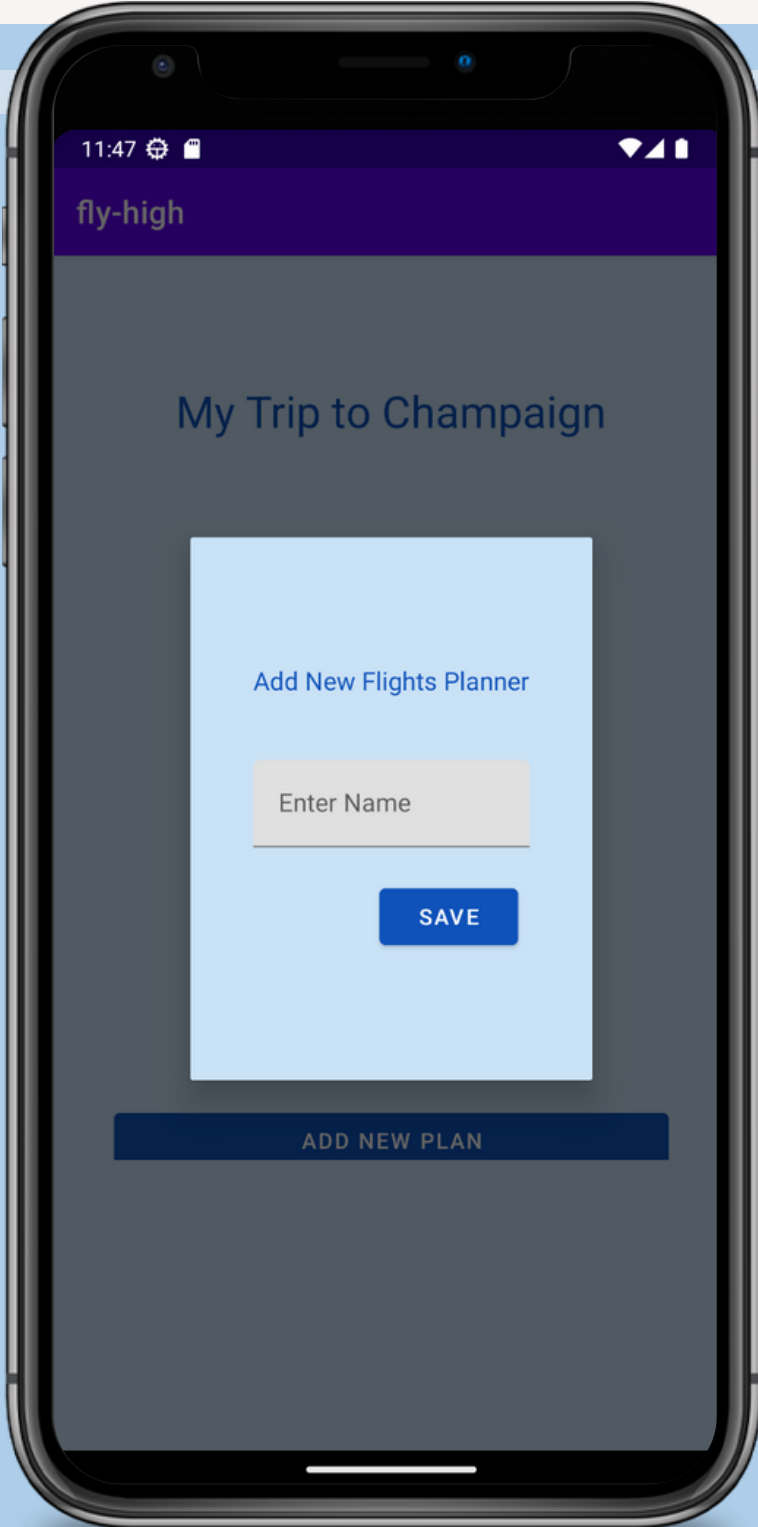 11:47
fly-high
My Trip to Champaign
Add New Flights Planner
Enter Name
SAVE
ADD NEW PLAN